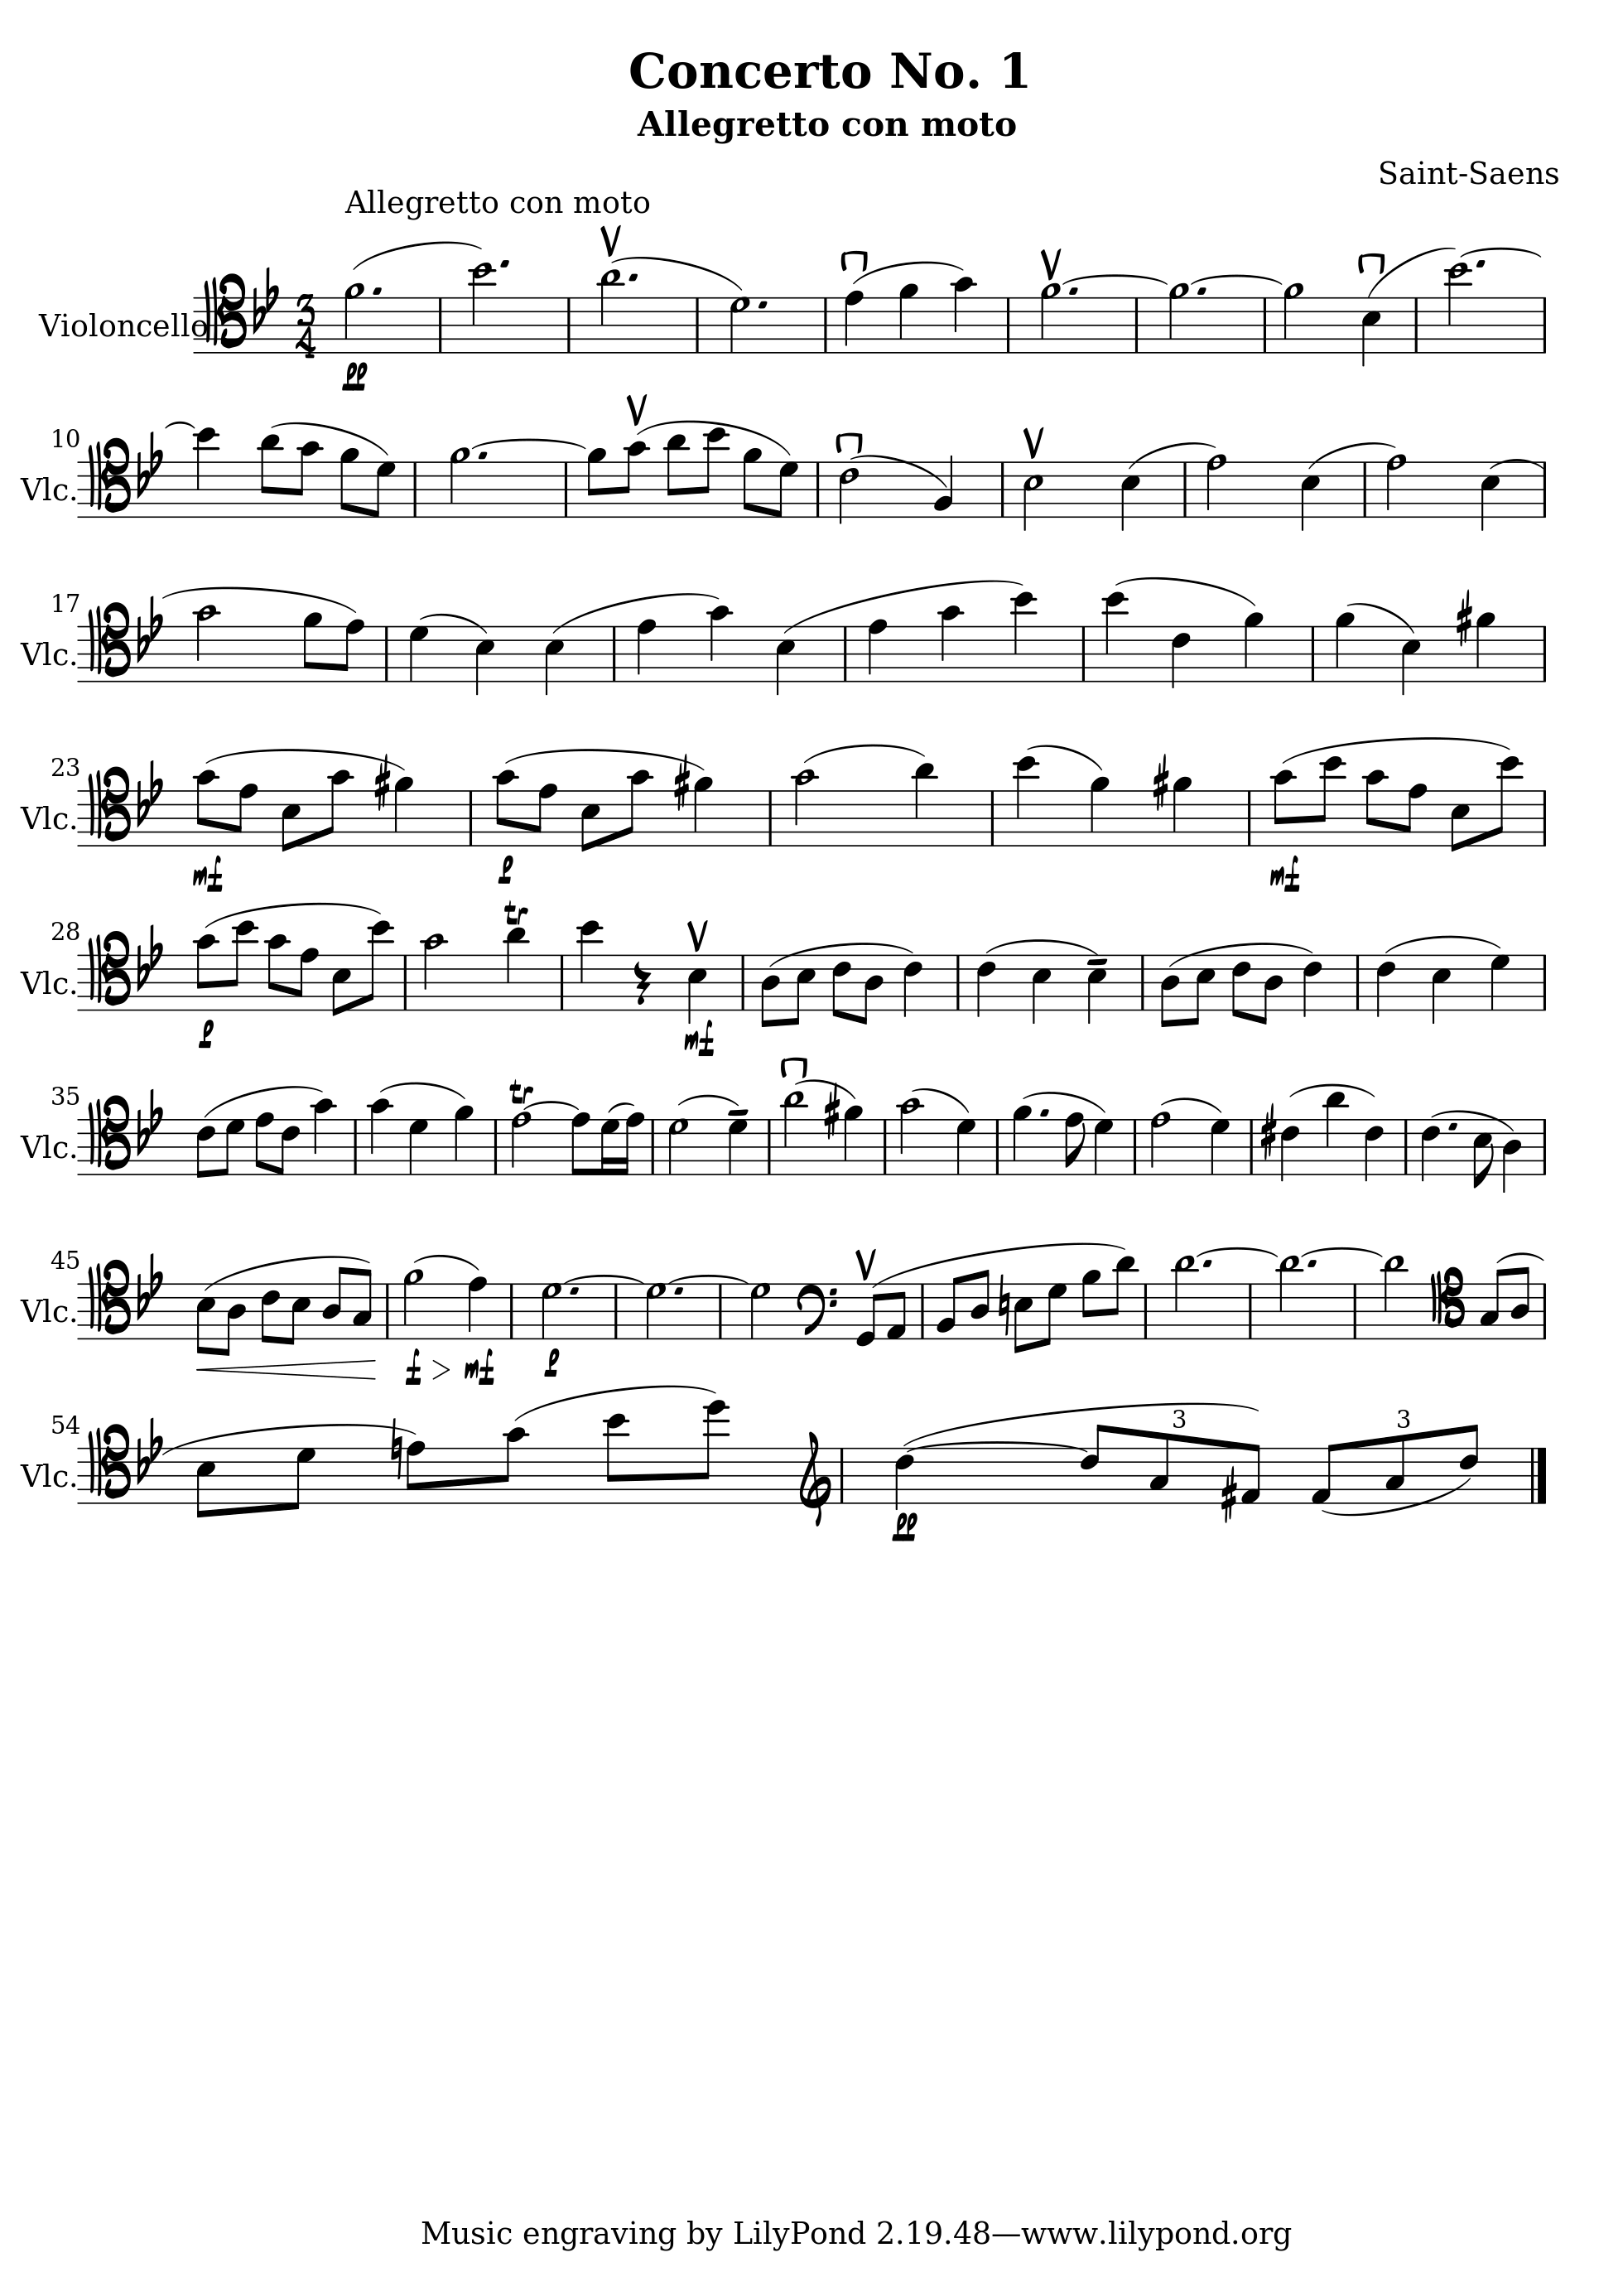 Concerto No. 1
Allegretto con moto
Saint-Saens
Allegretto con moto
Violoncello
3
4
pp
10
Vlc.
17
Vlc.
23
Vlc.
mf
p
mf
28
Vlc.
p
tr
mf
35
Vlc.
tr
45
Vlc.
f
mf
p
54
Vlc.
pp
3
3
Music engraving by LilyPond 2.19.48—www.lilypond.org